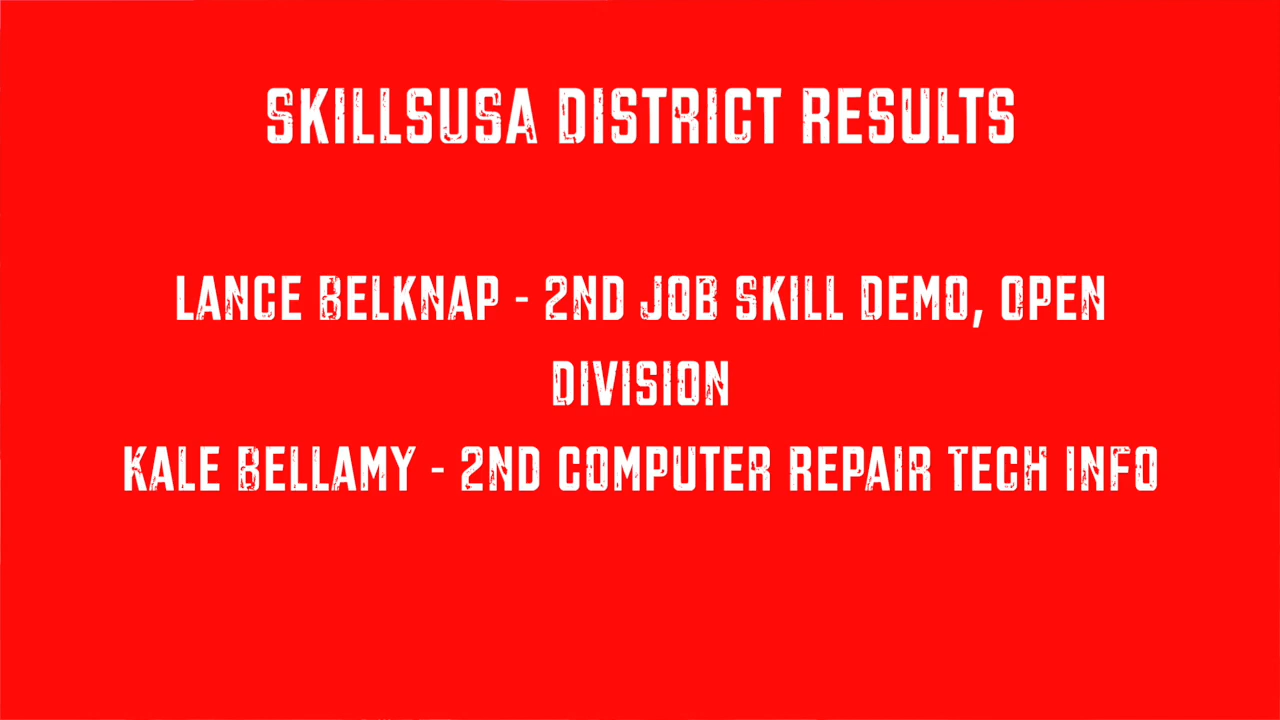 SKILLSUSA DISTRICT RESULTS
LANCE BELKNAP - 2ND JOB SKILL DEMO, OPEN
DIVISION
KALE BELLAMY - 2ND COMPUTER REPAIR TECH INFO